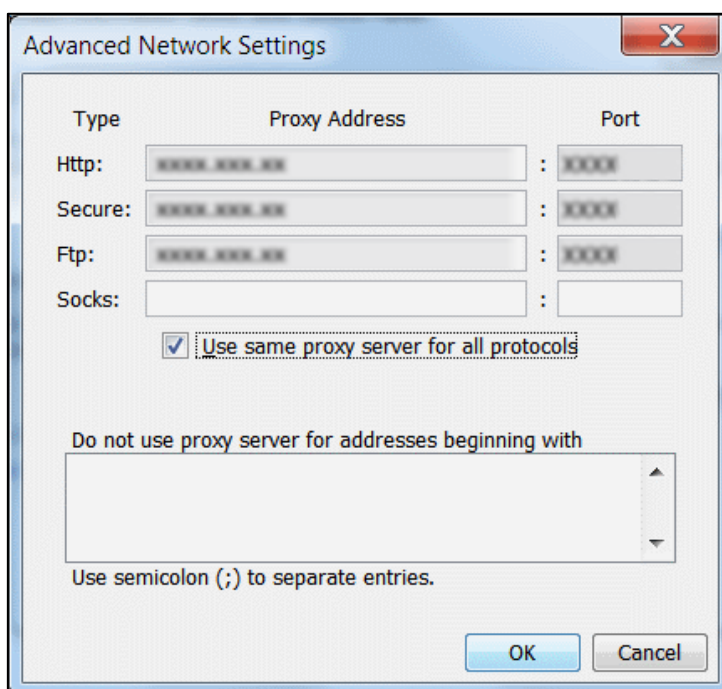 Advanced Network Settings
Type Proxy Address Port
Http: :
Secure: :
Ftp: :
Socks: :
Use same proxy server for all protocols
Do not use proxy server for addresses beginning with
Use semicolon (;) to separate entries.
OK Cancel